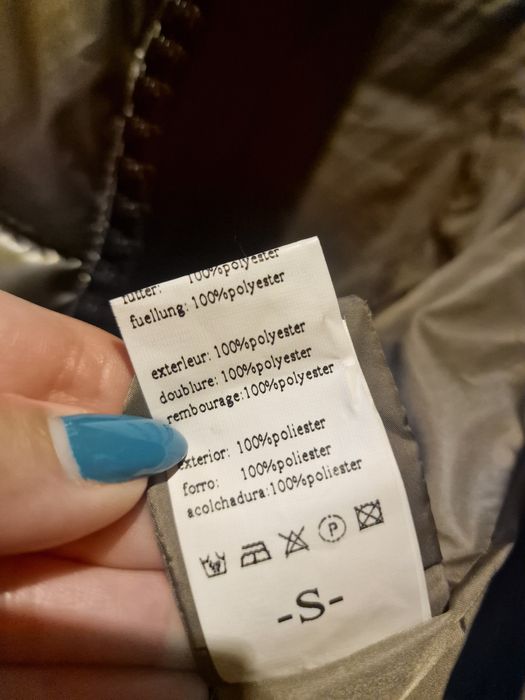 futter: 100%polyester
fuellung:100%polyester
exterieur:100%polyester
doublure:100%polyester
rembourage:100%polyester
exterior: 100%poliester
forro: 100%poliester
acolchadura:100%poliester
P
-S-